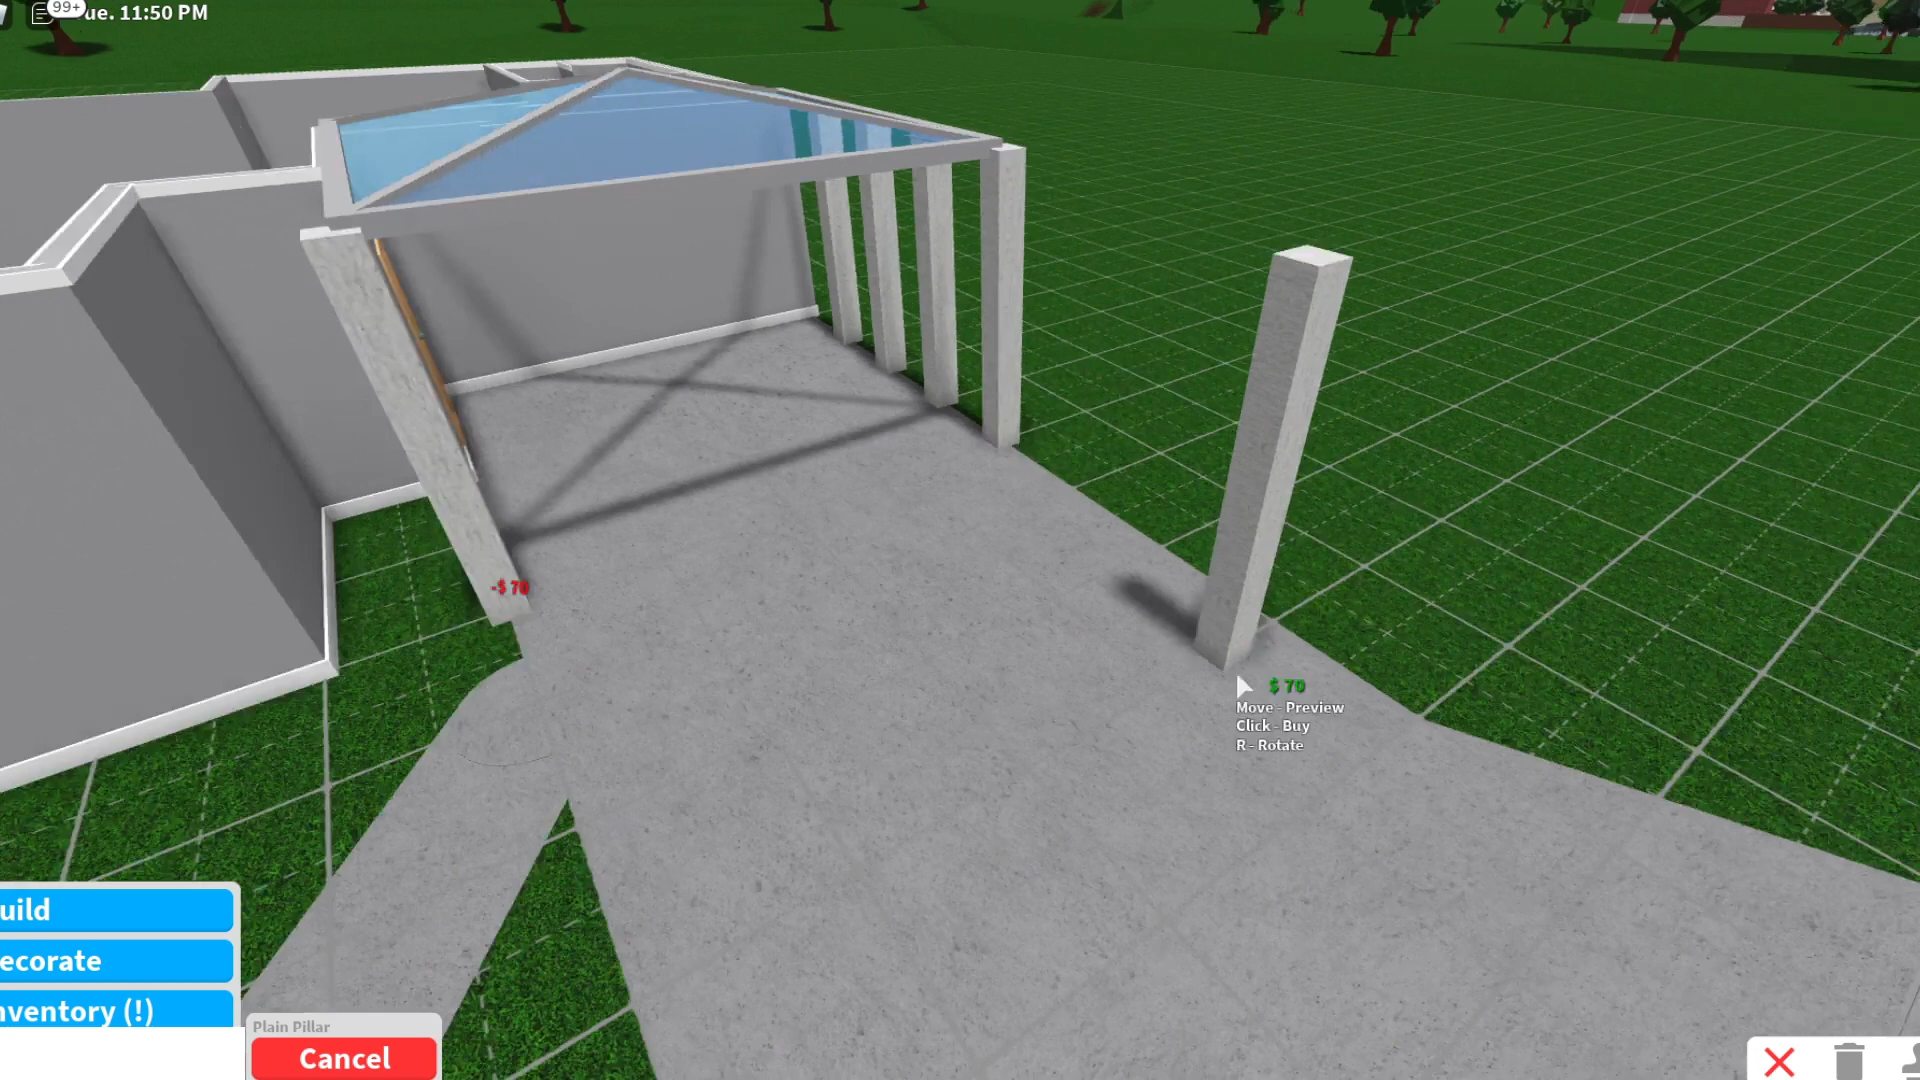 99+
ue. 11:50 PM
-$ 70
$ 70
Move - Preview
Click - Buy
R - Rotate
uild
ecorate
nventory (!)
Plain Pillar
Cancel